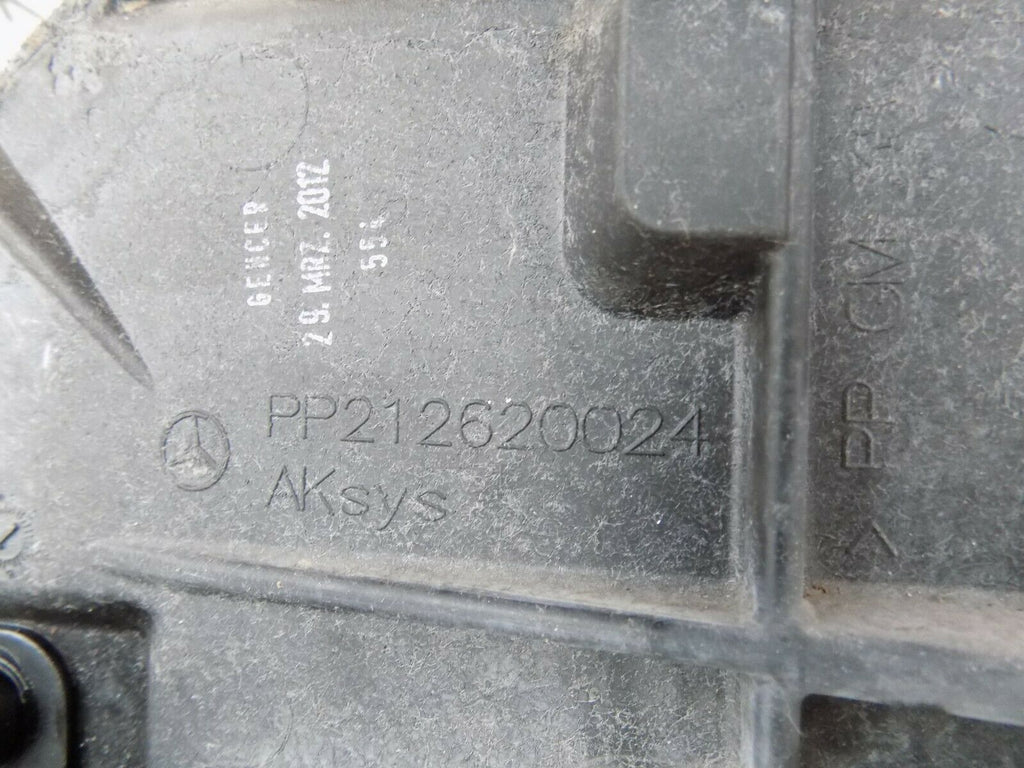 GENCER
29. MRZ. 2012
554
PP212620024
AKsys
>PP GM